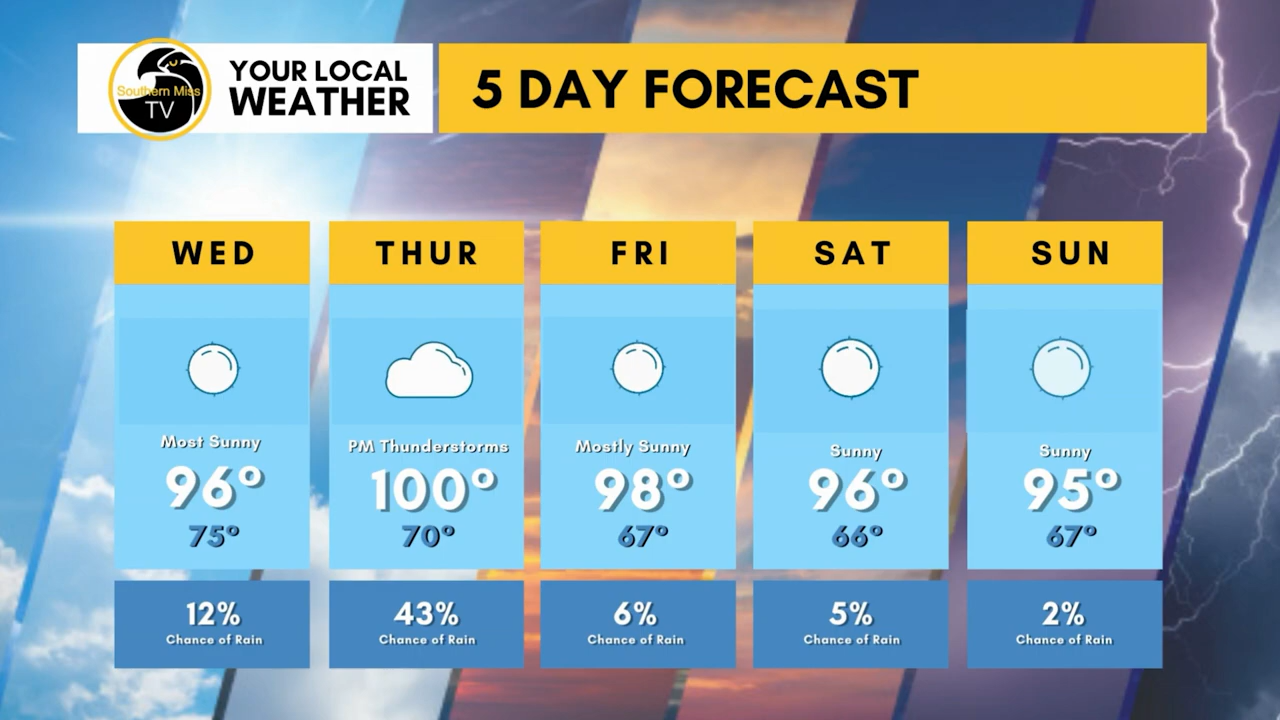 Southern Miss
TV
YOUR LOCAL
WEATHER
5 DAY FORECAST
WED
Most Sunny
96°
75°
12%
Chance of Rain
THUR
PM Thunderstorms
100°
70°
43%
Chance of Rain
FRI
Mostly Sunny
98°
67°
6%
Chance of Rain
SAT
Sunny
96°
66°
5%
Chance of Rain
SUN
Sunny
95°
67°
2%
Chance of Rain